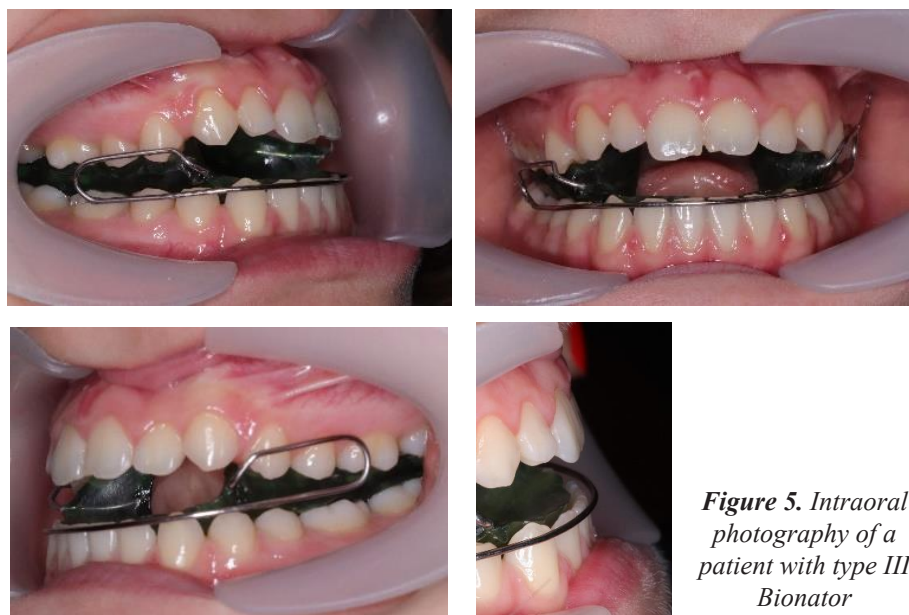 Figure 5. Intraoral
photography of a
patient with type III
Bionator